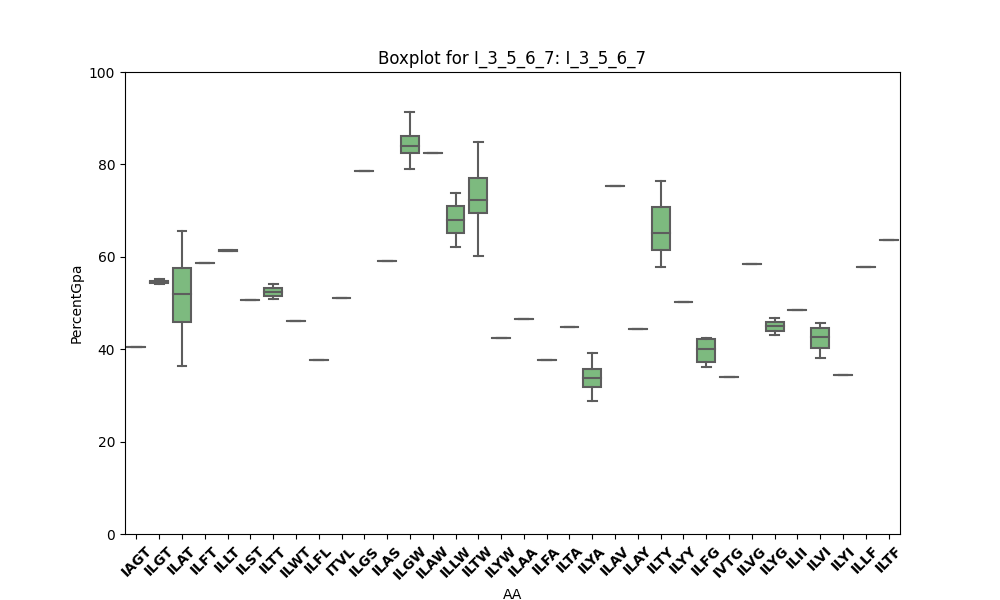 Boxplot for I_3_5_6_7: I_3_5_6_7
100
80
60
40
20
0
PercentGpa
IAGT ILGT ILAT ILFT ILLT ILST ILTT ILWT ILFL ITVL ILGS ILAS ILGW ILAW ILLW ILTW ILYW ILAA ILFA ILTA ILYA ILAV ILAY ILTY ILYY ILFG IVTG ILVG ILYG ILII ILVI ILYI ILLF ILTF
AA